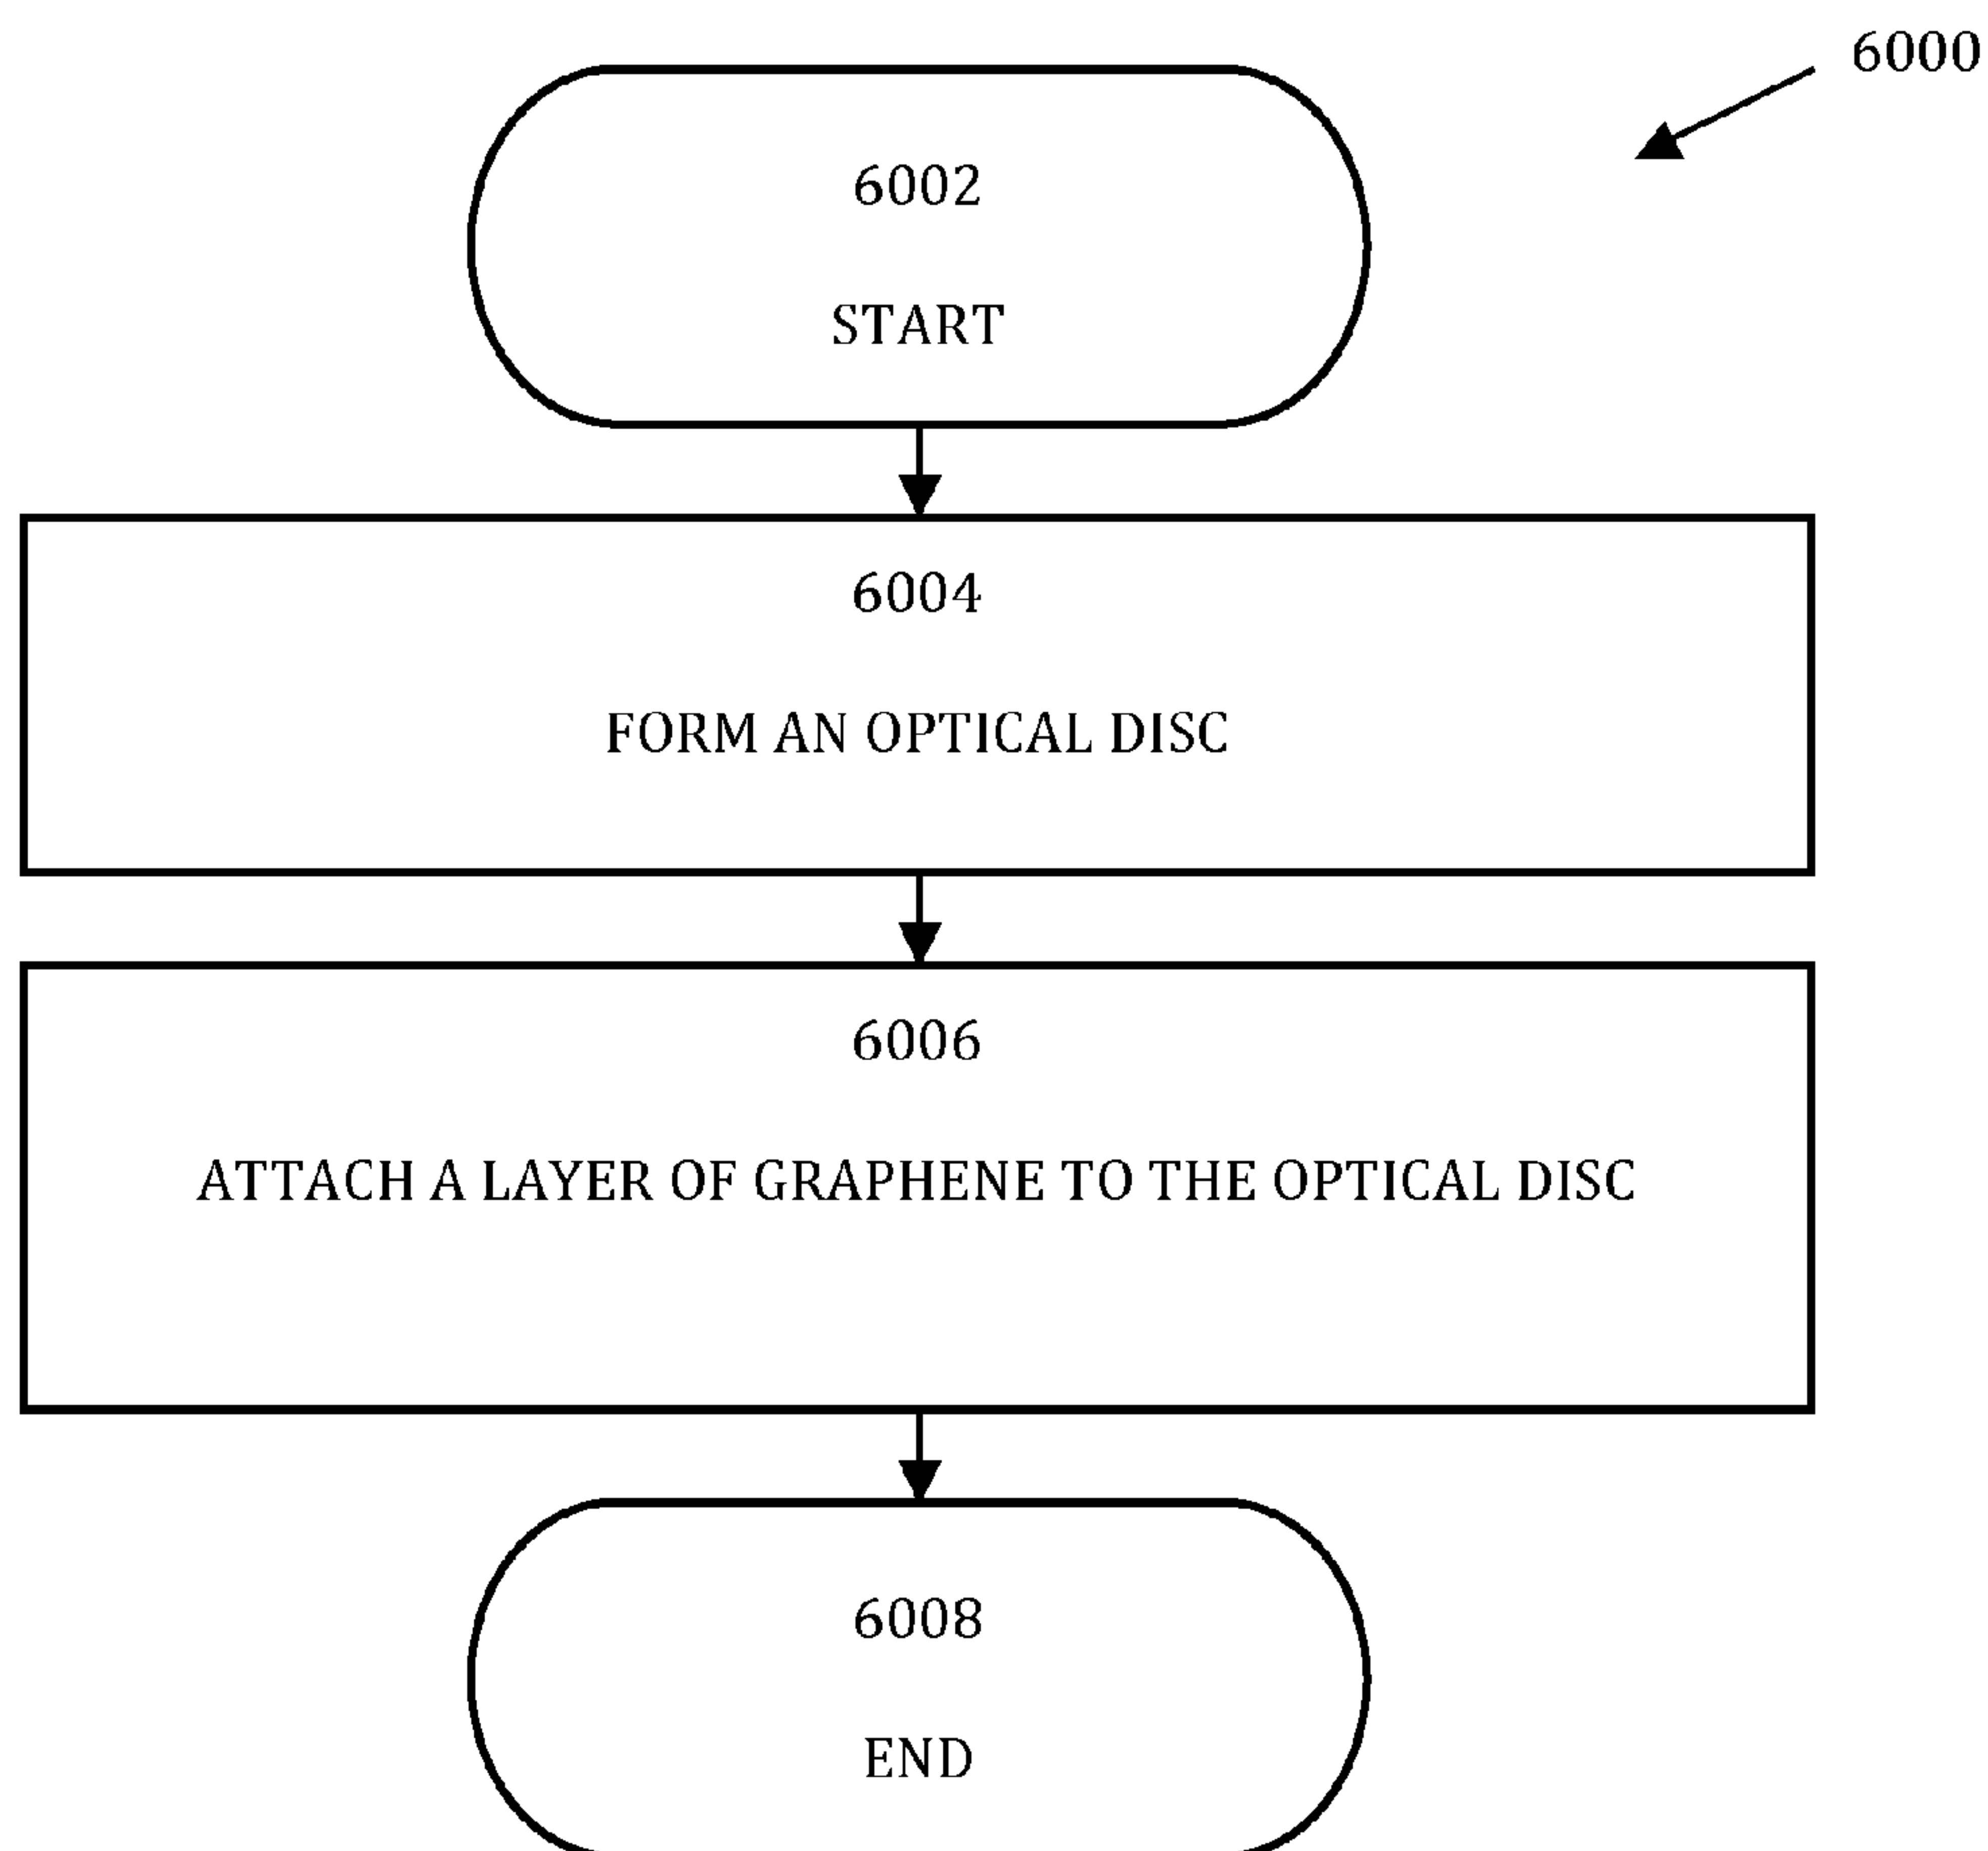 6000
6002
START
6004
FORM AN OPTICAL DISC
6006
ATTACH A LAYER OF GRAPHENE TO THE OPTICAL DISC
6008
END